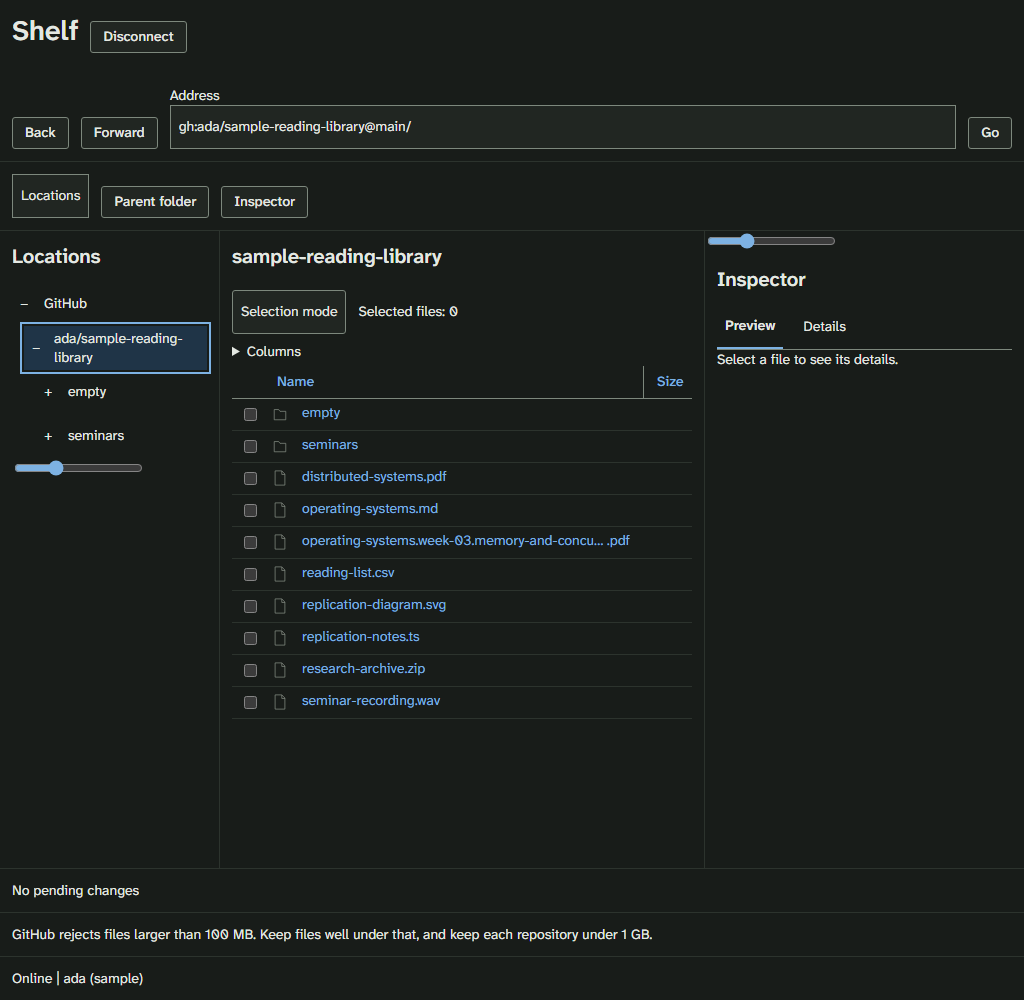 Shelf
Disconnect
Address
Back
Forward
gh:ada/sample-reading-library@main/
Go
Locations
Parent folder
Inspector
Locations
– GitHub
– ada/sample-reading-
library
+ empty
+ seminars
sample-reading-library
Selection mode
Selected files: 0
Columns
Name
Size
empty
seminars
distributed-systems.pdf
operating-systems.md
operating-systems.week-03.memory-and-concu... .pdf
reading-list.csv
replication-diagram.svg
replication-notes.ts
research-archive.zip
seminar-recording.wav
Inspector
Preview
Details
Select a file to see its details.
No pending changes
GitHub rejects files larger than 100 MB. Keep files well under that, and keep each repository under 1 GB.
Online | ada (sample)